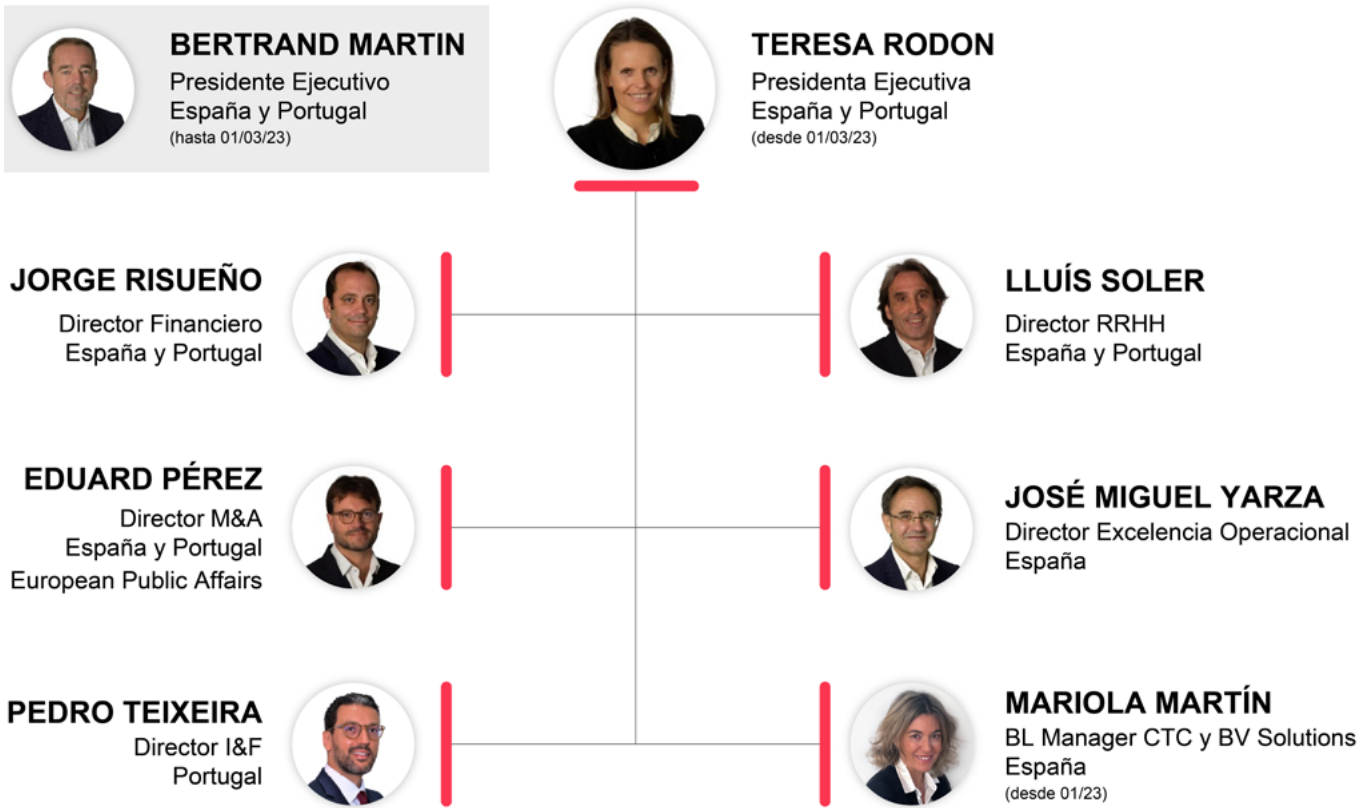 BERTRAND MARTIN
Presidente Ejecutivo
España y Portugal
(hasta 01/03/23)
TERESA RODON
Presidenta Ejecutiva
España y Portugal
(desde 01/03/23)
JORGE RISUEÑO
Director Financiero
España y Portugal
LLUÍS SOLER
Director RRHH
España y Portugal
EDUARD PÉREZ
Director M&A
España y Portugal
European Public Affairs
JOSÉ MIGUEL YARZA
Director Excelencia Operacional
España
PEDRO TEIXEIRA
Director I&F
Portugal
MARIOLA MARTÍN
BL Manager CTC y BV Solutions
España
(desde 01/23)